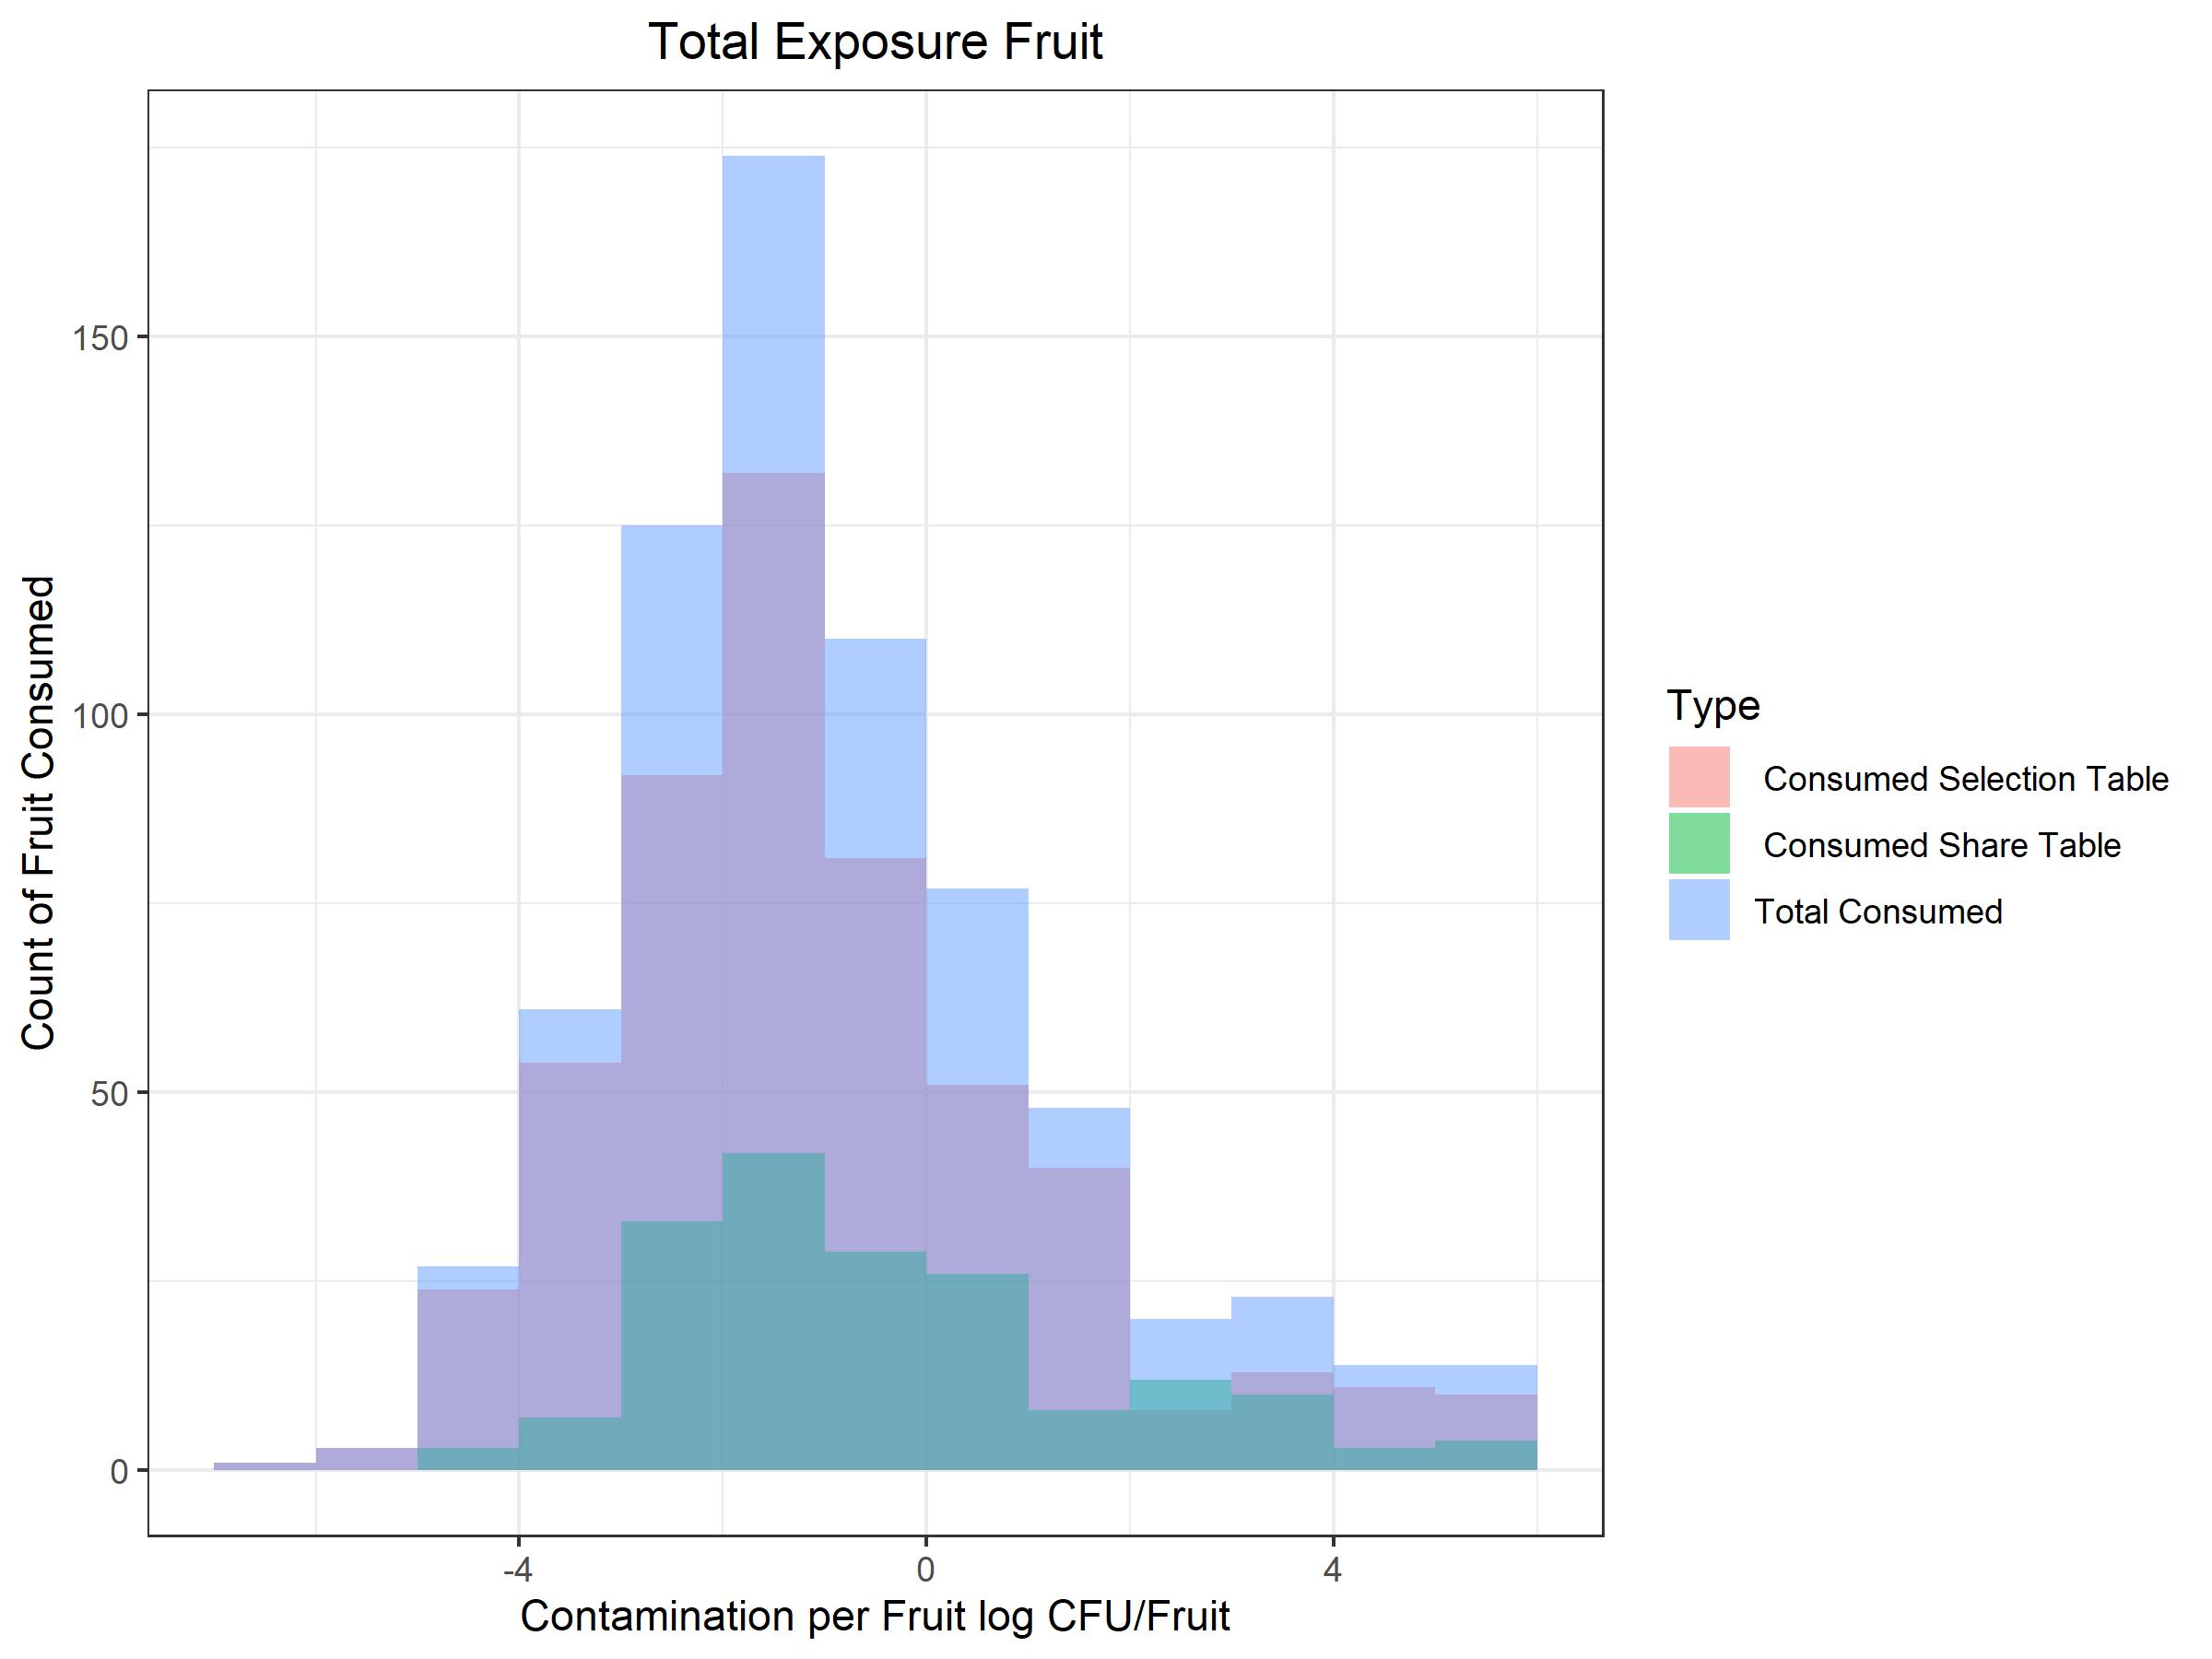 Total Exposure Fruit
Count of Fruit Consumed
150
100
50
0
-4
0
4
Contamination per Fruit log CFU/Fruit
Type
Consumed Selection Table
Consumed Share Table
Total Consumed